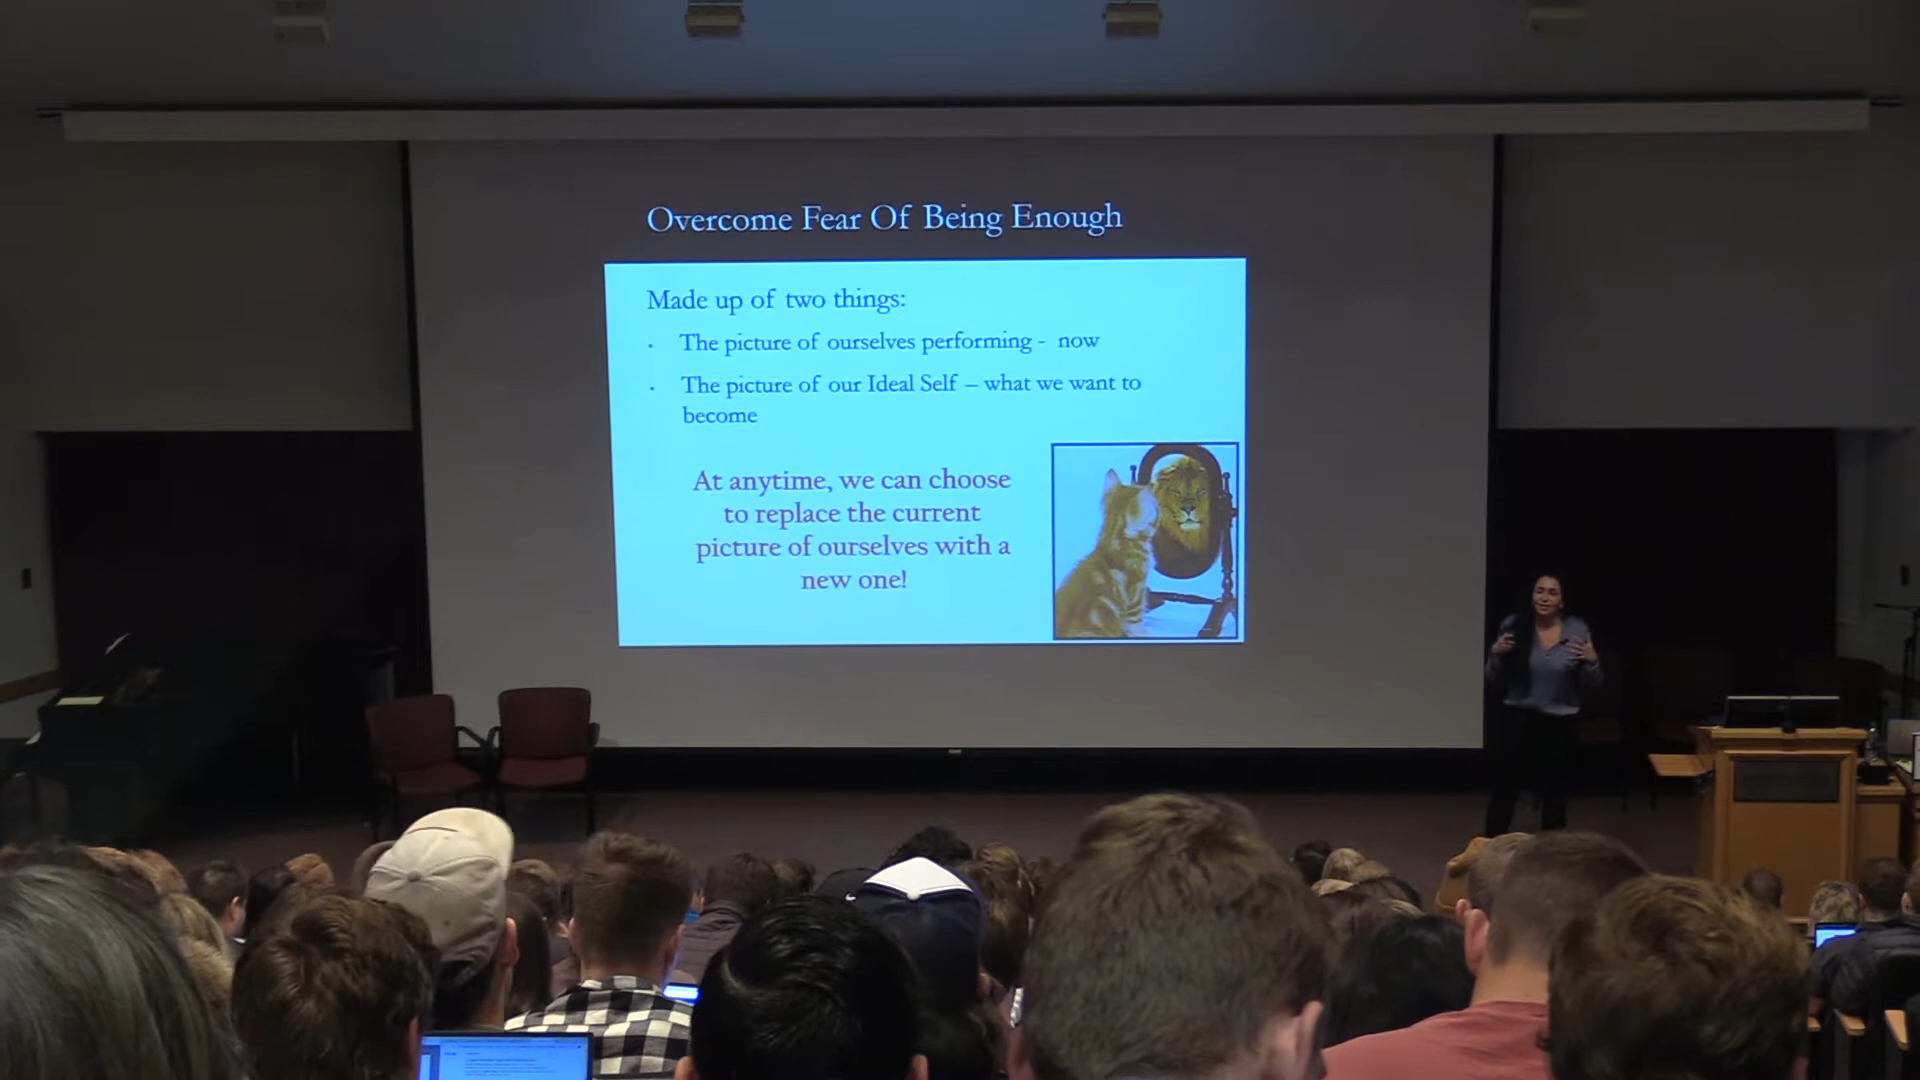 Overcome Fear Of Being Enough
Made up of two things:
· The picture of ourselves performing - now
· The picture of our Ideal Self – what we want to
become
At anytime, we can choose
to replace the current
picture of ourselves with a
new one!